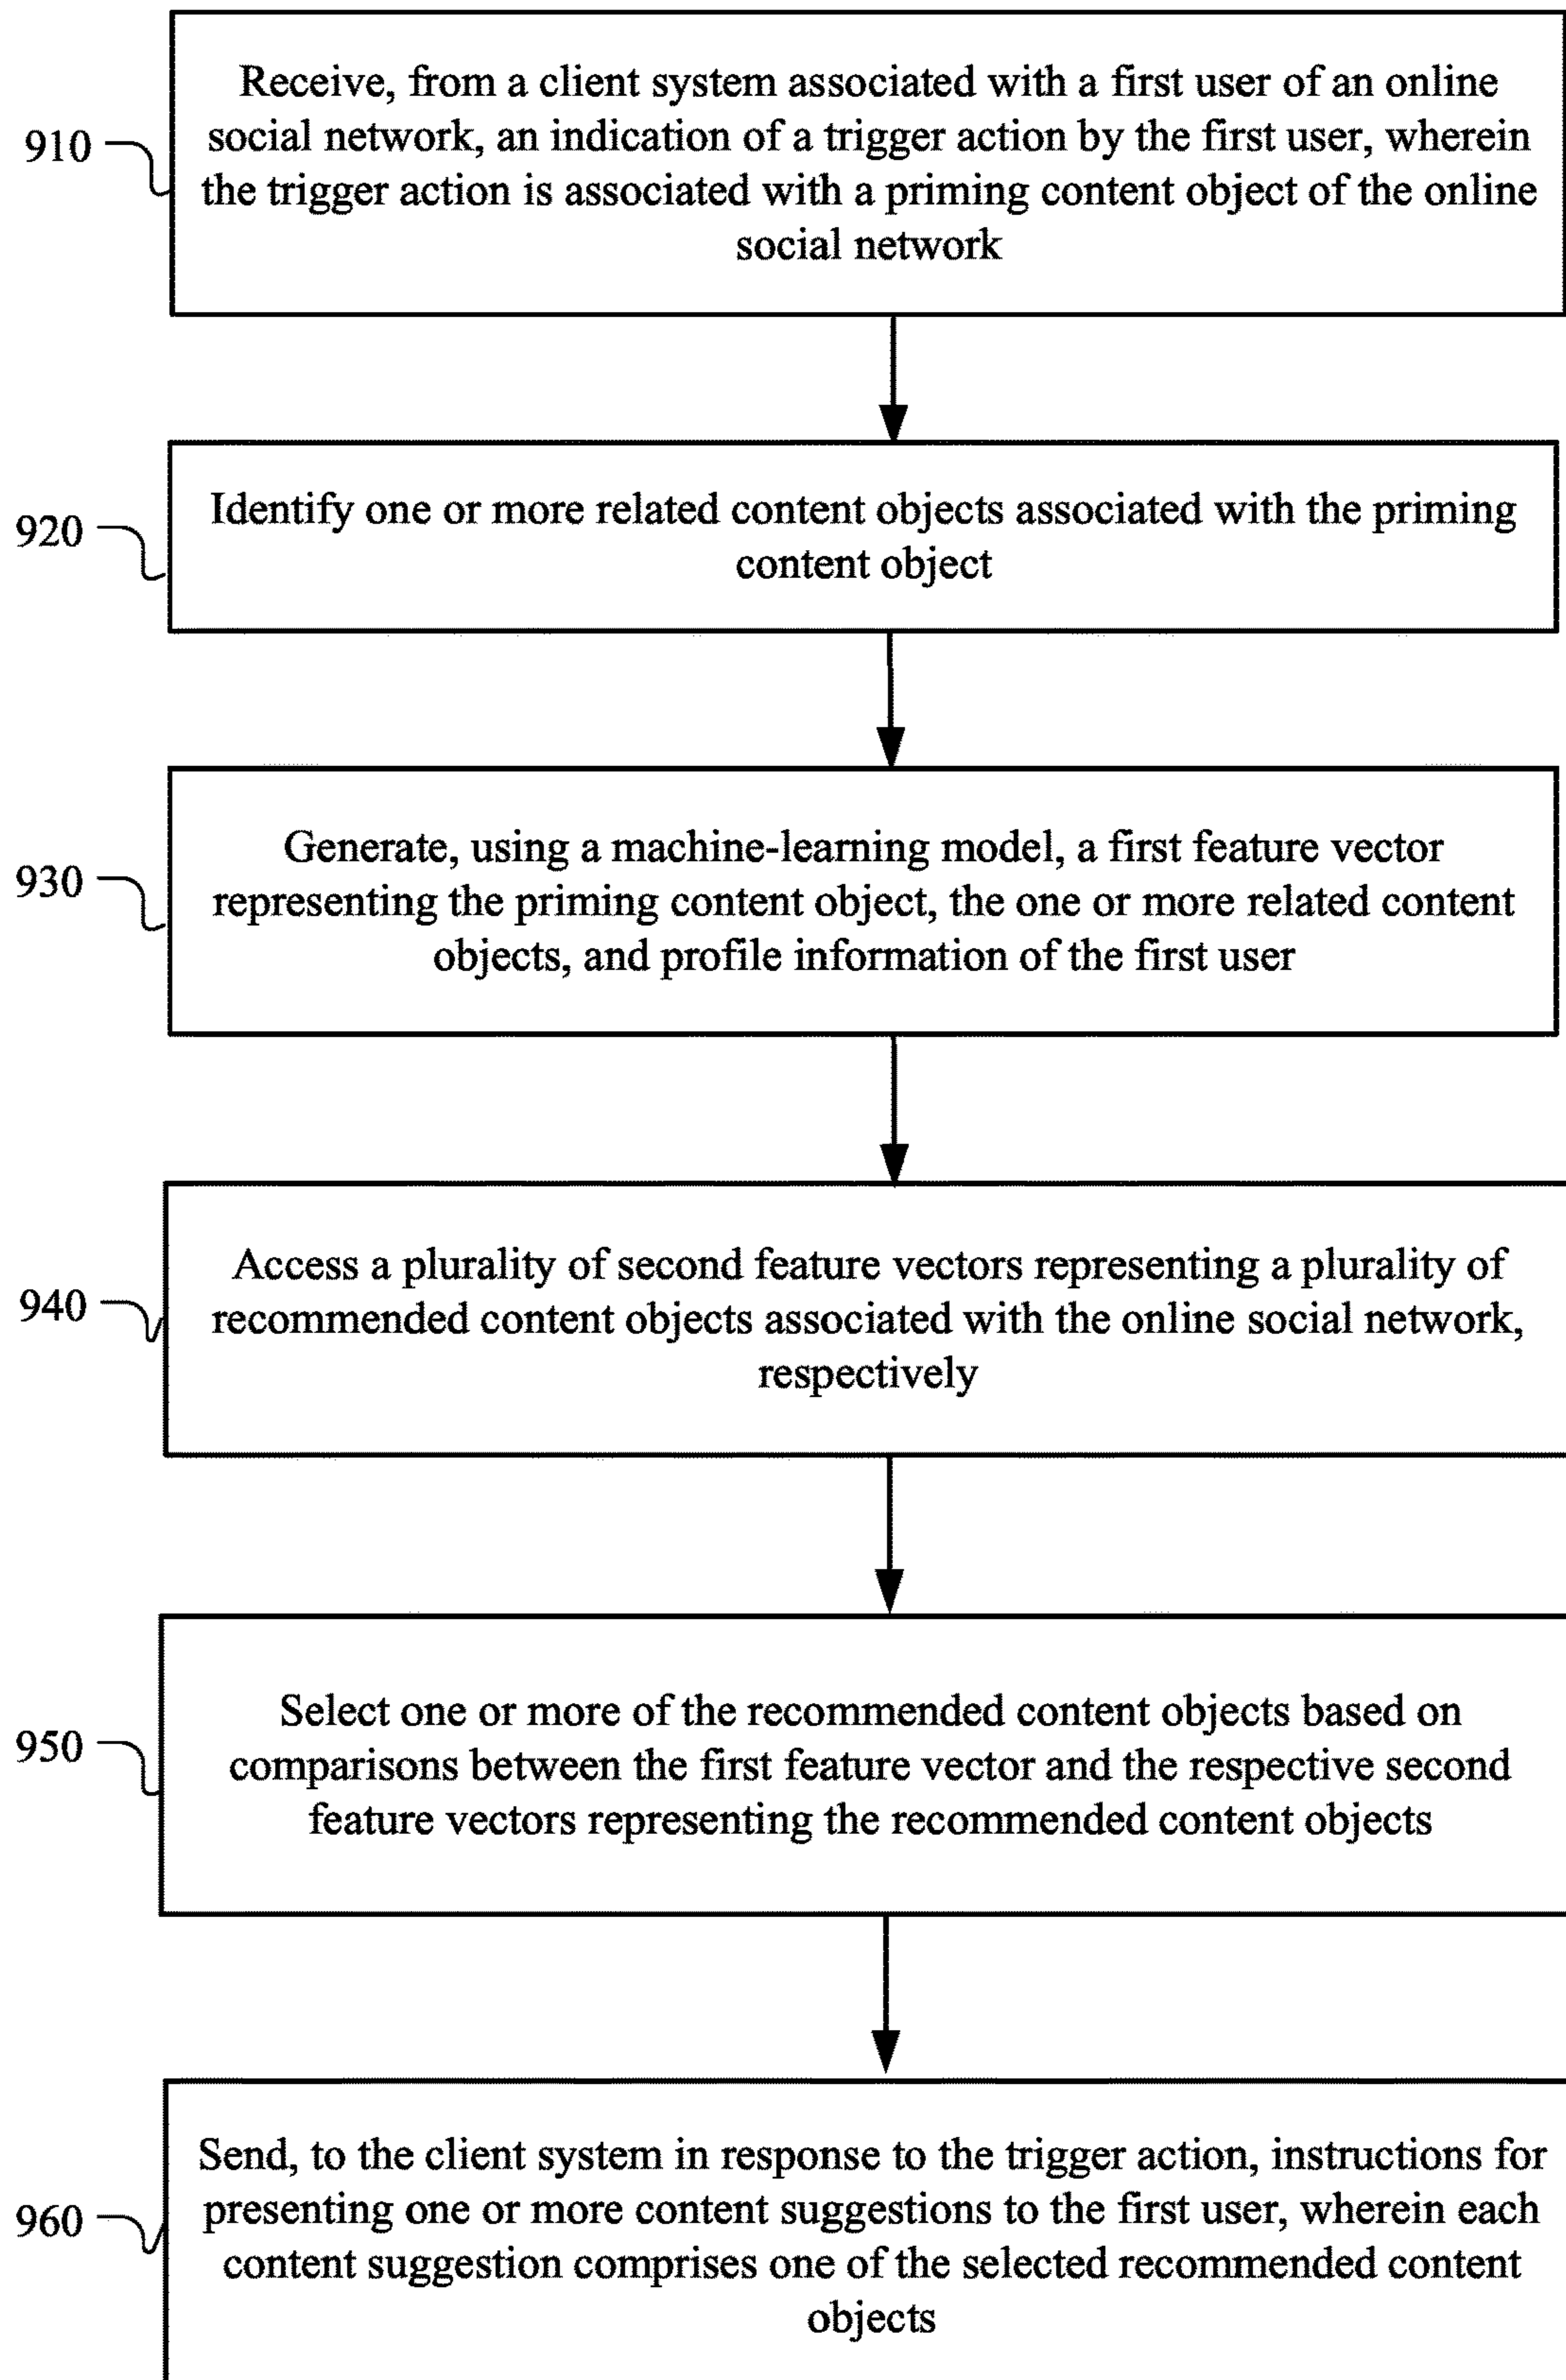 Receive, from a client system associated with a first user of an online
social network, an indication of a trigger action by the first user, wherein
the trigger action is associated with a priming content object of the online
social network
910
Identify one or more related content objects associated with the priming
content object
920
Generate, using a machine-learning model, a first feature vector
representing the priming content object, the one or more related content
objects, and profile information of the first user
930
Access a plurality of second feature vectors representing a plurality of
recommended content objects associated with the online social network,
respectively
940
Select one or more of the recommended content objects based on
comparisons between the first feature vector and the respective second
feature vectors representing the recommended content objects
950
Send, to the client system in response to the trigger action, instructions for
presenting one or more content suggestions to the first user, wherein each
content suggestion comprises one of the selected recommended content
objects
960